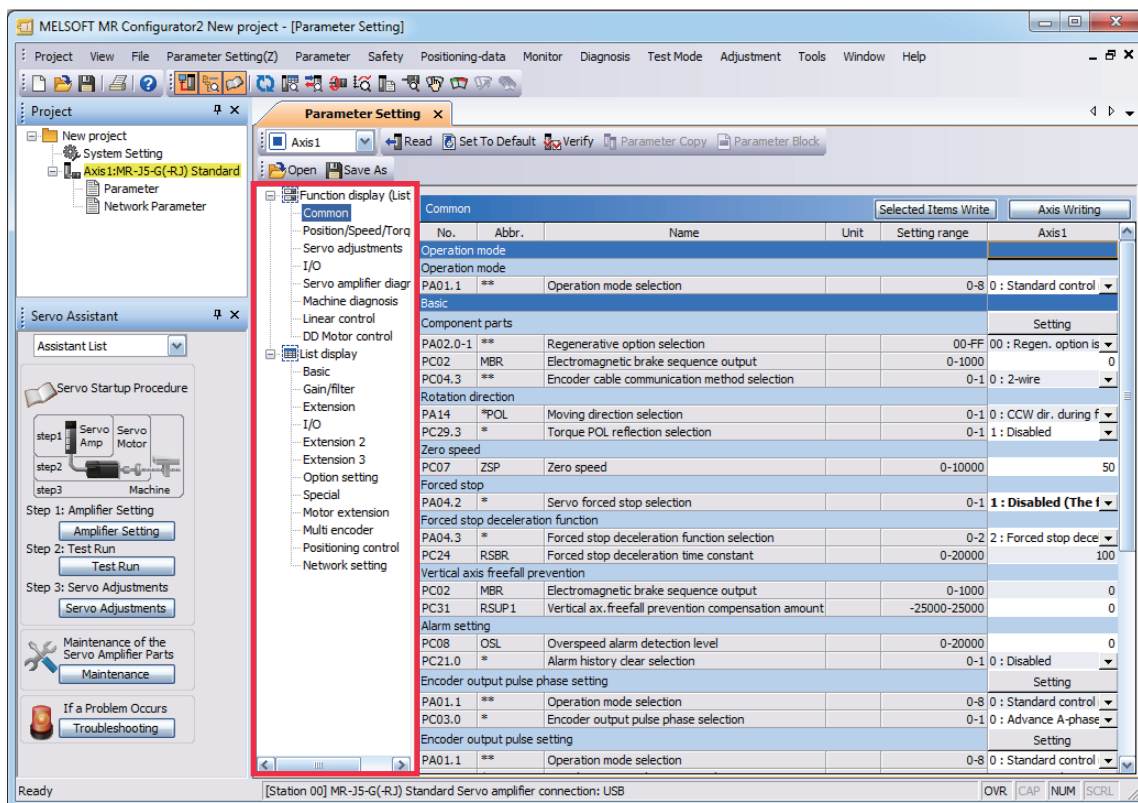 MELSOFT MR Configurator2 New project - [Parameter Setting]
Project View File Parameter Setting(Z) Parameter Safety Positioning-data Monitor Diagnosis Test Mode Adjustment Tools Window Help
Project
New project
System Setting
Axis1:MR-J5-G(-RJ) Standard
Parameter
Network Parameter
Servo Assistant
Assistant List
Servo Startup Procedure
step1
Servo Amp
Servo Motor
step2
step3
Machine
Step 1: Amplifier Setting
Amplifier Setting
Step 2: Test Run
Test Run
Step 3: Servo Adjustments
Servo Adjustments
Maintenance of the
Servo Amplifier Parts
Maintenance
If a Problem Occurs
Troubleshooting
Parameter Setting
Axis1 Read Set To Default Verify Parameter Copy Parameter Block
Open Save As
Function display (List
Common
Position/Speed/Torq
Servo adjustments
I/O
Servo amplifier diagr
Machine diagnosis
Linear control
DD Motor control
List display
Basic
Gain/filter
Extension
I/O
Extension 2
Extension 3
Option setting
Special
Motor extension
Multi encoder
Positioning control
Network setting
Common Selected Items Write Axis Writing
No. Abbr. Name Unit Setting range Axis1
Operation mode
Operation mode
PA01.1 ** Operation mode selection 0-8 0 : Standard control
Basic
Component parts Setting
PA02.0-1 ** Regenerative option selection 00-FF 00 : Regen. option is
PC02 MBR Electromagnetic brake sequence output 0-1000 0
PC04.3 ** Encoder cable communication method selection 0-1 0 : 2-wire
Rotation direction
PA14 *POL Moving direction selection 0-1 0 : CCW dir. during f
PC29.3 * Torque POL reflection selection 0-1 1 : Disabled
Zero speed
PC07 ZSP Zero speed 0-10000 50
Forced stop
PA04.2 * Servo forced stop selection 0-1 1 : Disabled (The f
Forced stop deceleration function
PA04.3 * Forced stop deceleration function selection 0-2 2 : Forced stop dece
PC24 RSBR Forced stop deceleration time constant 0-20000 100
Vertical axis freefall prevention
PC02 MBR Electromagnetic brake sequence output 0-1000 0
PC31 RSUP1 Vertical ax.freefall prevention compensation amount -25000-25000 0
Alarm setting
PC08 OSL Overspeed alarm detection level 0-20000 0
PC21.0 * Alarm history clear selection 0-1 0 : Disabled
Encoder output pulse phase setting Setting
PA01.1 ** Operation mode selection 0-8 0 : Standard control
PC03.0 * Encoder output pulse phase selection 0-1 0 : Advance A-phase
Encoder output pulse setting Setting
PA01.1 ** Operation mode selection 0-8 0 : Standard control
Ready [Station 00] MR-J5-G(-RJ) Standard Servo amplifier connection: USB OVR CAP NUM SCRL